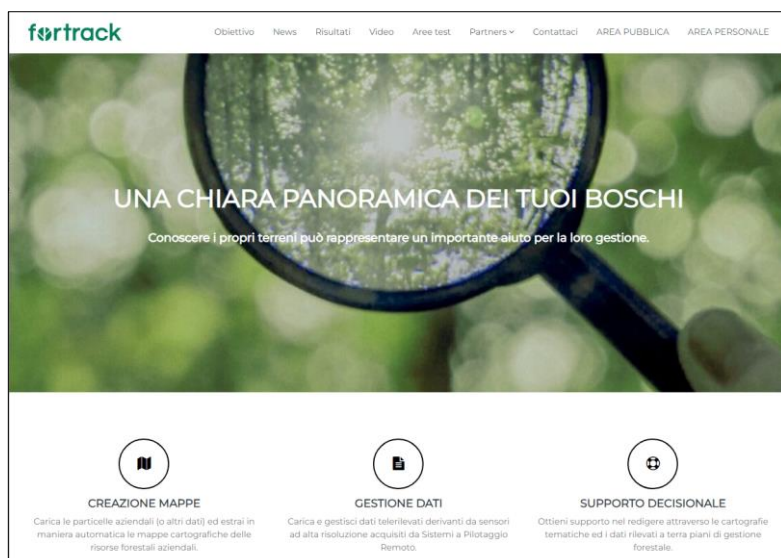 fortrack
Obiettivo News Risultati Video Aree test Partners Contattaci AREA PUBBLICA AREA PERSONALE
UNA CHIARA PANORAMICA DEI TUOI BOSCHI
Conoscere i propri terreni può rappresentare un importante aiuto per la loro gestione.
CREAZIONE MAPPE
Carica le particelle aziendali (o altri dati) ed estrai in
maniera automatica le mappe cartografiche delle
risorse forestali aziendali.
GESTIONE DATI
Carica e gestisci dati telerilevati derivanti da sensori
ad alta risoluzione acquisiti da Sistemi a Pilotaggio
Remoto.
SUPPORTO DECISIONALE
Ottieni supporto nel redigere attraverso le cartografie
tematiche ed i dati rilevati a terra piani di gestione
forestale.